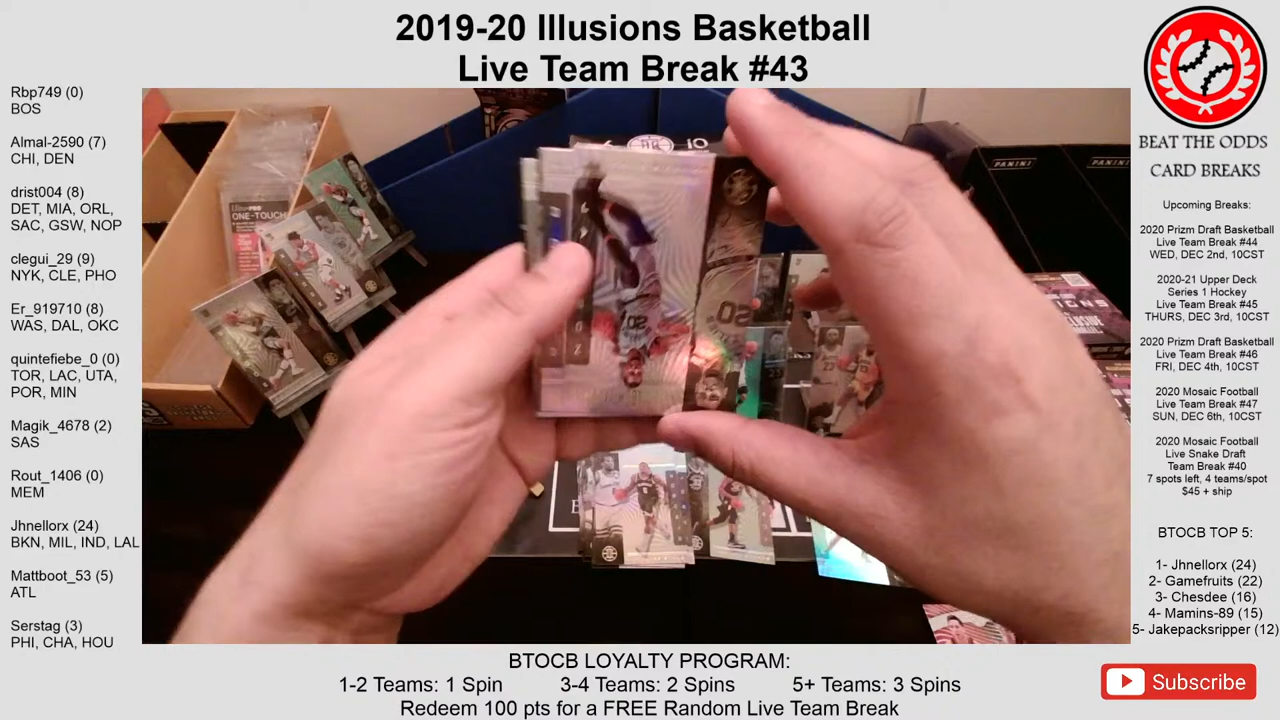 2019-20 Illusions Basketball
Live Team Break #43
Rbp749 (0)
BOS
Almal-2590 (7)
CHI, DEN
drist004 (8)
DET, MIA, ORL,
SAC, GSW, NOP
clegui_29 (9)
NYK, CLE, PHO
Er_919710 (8)
WAS, DAL, OKC
quintefiebe_0 (0)
TOR, LAC, UTA,
POR, MIN
Magik_4678 (2)
SAS
Rout_1406 (0)
MEM
Jhnellorx (24)
BKN, MIL, IND, LAL
Mattboot_53 (5)
ATL
Serstag (3)
PHI, CHA, HOU
ONE-TOUCH
PANINI
PANINI
20
20
23
33
BEAT THE ODDS
CARD BREAKS
Upcoming Breaks:
2020 Prizm Draft Basketball
Live Team Break #44
WED, DEC 2nd, 10CST
2020-21 Upper Deck
Series 1 Hockey
Live Team Break #45
THURS, DEC 3rd, 10CST
2020 Prizm Draft Basketball
Live Team Break #46
FRI, DEC 4th, 10CST
2020 Mosaic Football
Live Team Break #47
SUN, DEC 6th, 10CST
2020 Mosaic Football
Live Snake Draft
Team Break #40
7 spots left, 4 teams/spot
$45 + ship
BTOCB TOP 5:
1- Jhnellorx (24)
2- Gamefruits (22)
3- Chesdee (16)
4- Mamins-89 (15)
5- Jakepacksripper (12)
BTOCB LOYALTY PROGRAM:
1-2 Teams: 1 Spin 3-4 Teams: 2 Spins 5+ Teams: 3 Spins
Redeem 100 pts for a FREE Random Live Team Break
Subscribe